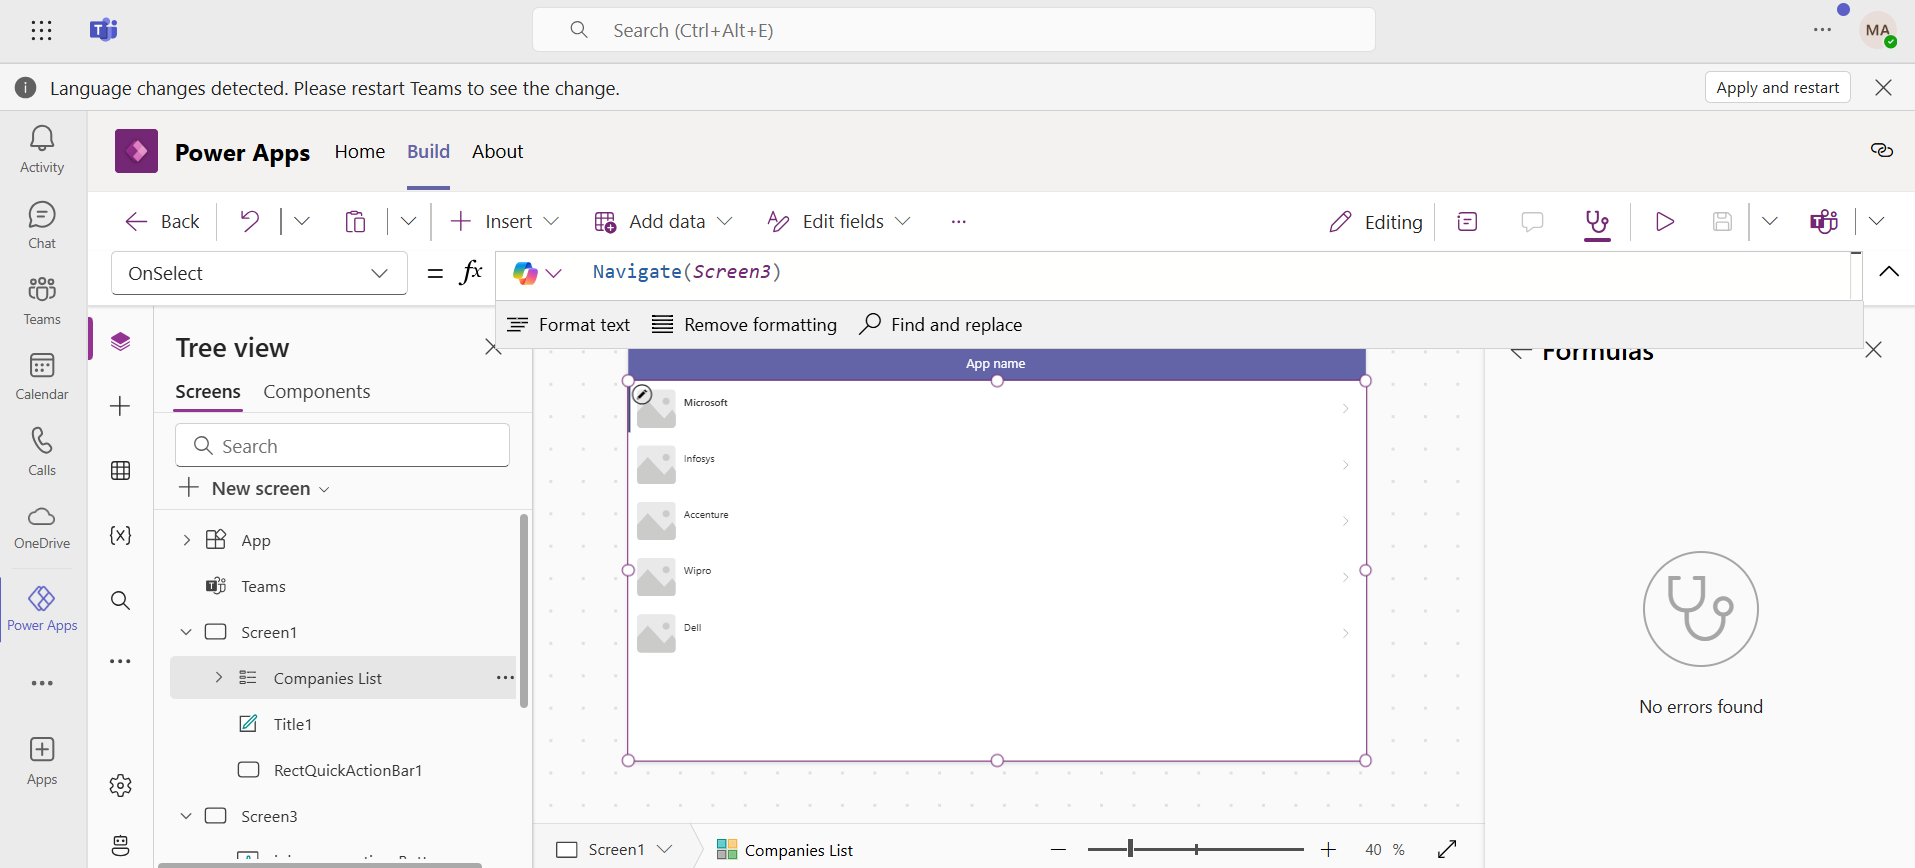 Search (Ctrl+Alt+E)
MA
Language changes detected. Please restart Teams to see the change.
Apply and restart
Activity
Chat
Teams
Calendar
Calls
OneDrive
Power Apps
Apps
Power Apps
Home
Build
About
Back
Insert
Add data
Edit fields
Editing
OnSelect
= fx
Navigate(Screen3)
Format text
Remove formatting
Find and replace
Tree view
Screens
Components
Search
New screen
App
Teams
Screen1
Companies List
Title1
RectQuickActionBar1
Screen3
App name
Microsoft
Infosys
Accenture
Wipro
Dell
Screen1
Companies List
40 %
Formulas
No errors found